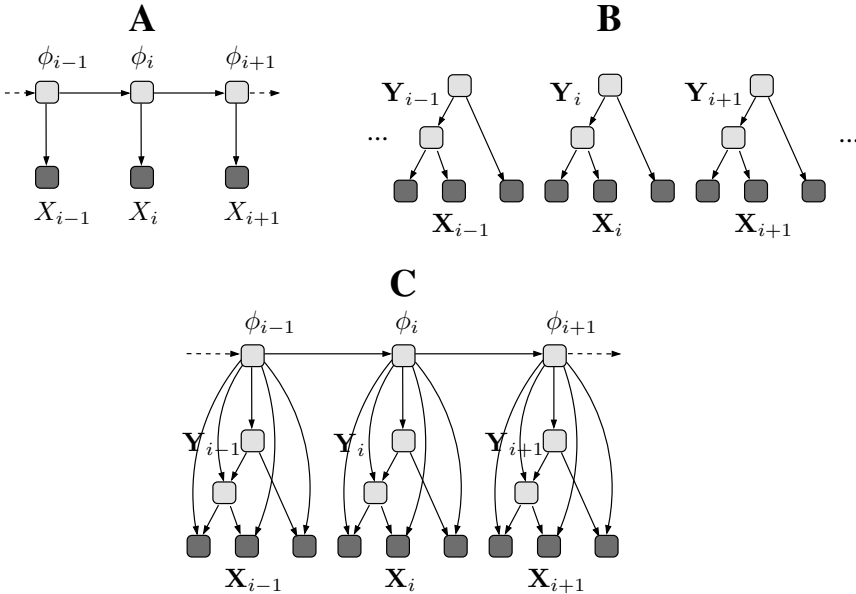 A
B
ϕ_{i−1} ϕ_i ϕ_{i+1}
Y_{i−1} Y_i Y_{i+1}
... ...
X_{i−1} X_i X_{i+1}
X_{i−1} X_i X_{i+1}
C
ϕ_{i−1} ϕ_i ϕ_{i+1}
Y_{i−1} Y_i Y_{i+1}
X_{i−1} X_i X_{i+1}